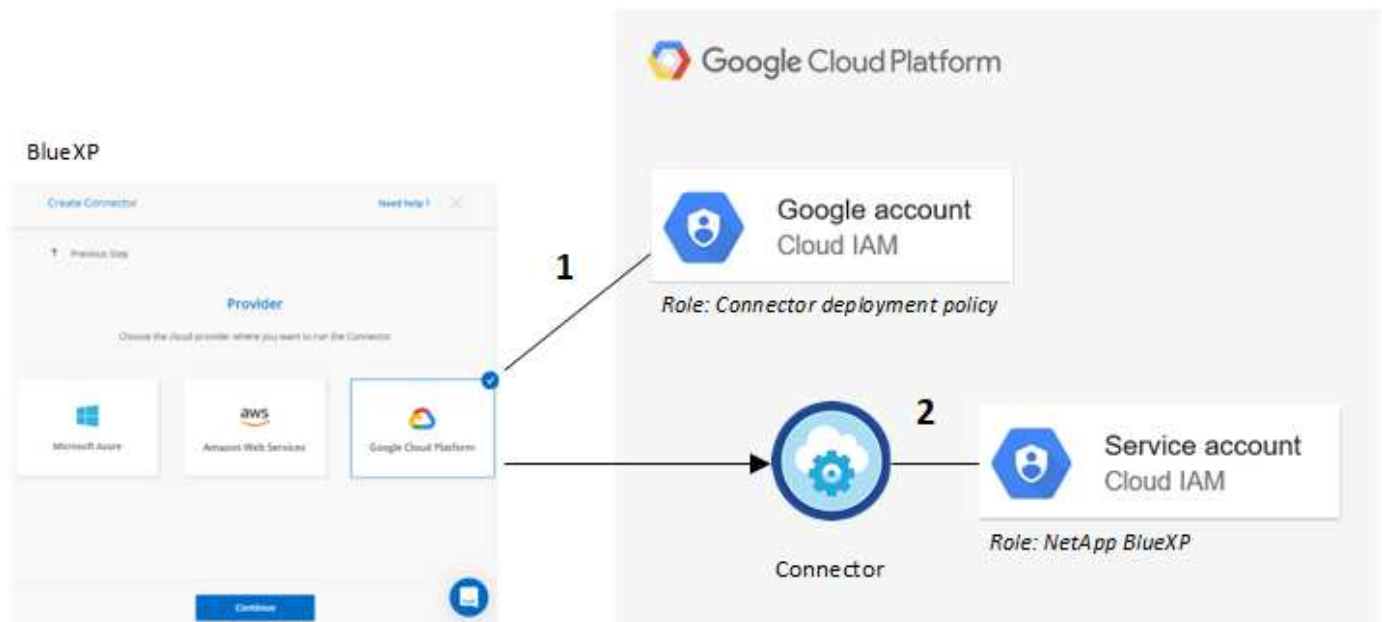 Google Cloud Platform
BlueXP
Create Connector
Need help?
Previous Step
Provider
Choose the cloud provider where you want to run the Connector
Microsoft Azure
aws
Amazon Web Services
Google Cloud Platform
Continue
1
Google account
Cloud IAM
Role: Connector deployment policy
2
Connector
Service account
Cloud IAM
Role: NetApp BlueXP